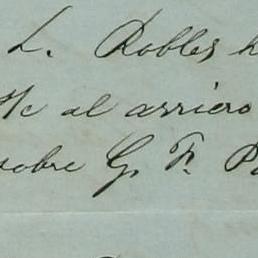 L. Robles
al arriero
sobre G. F.